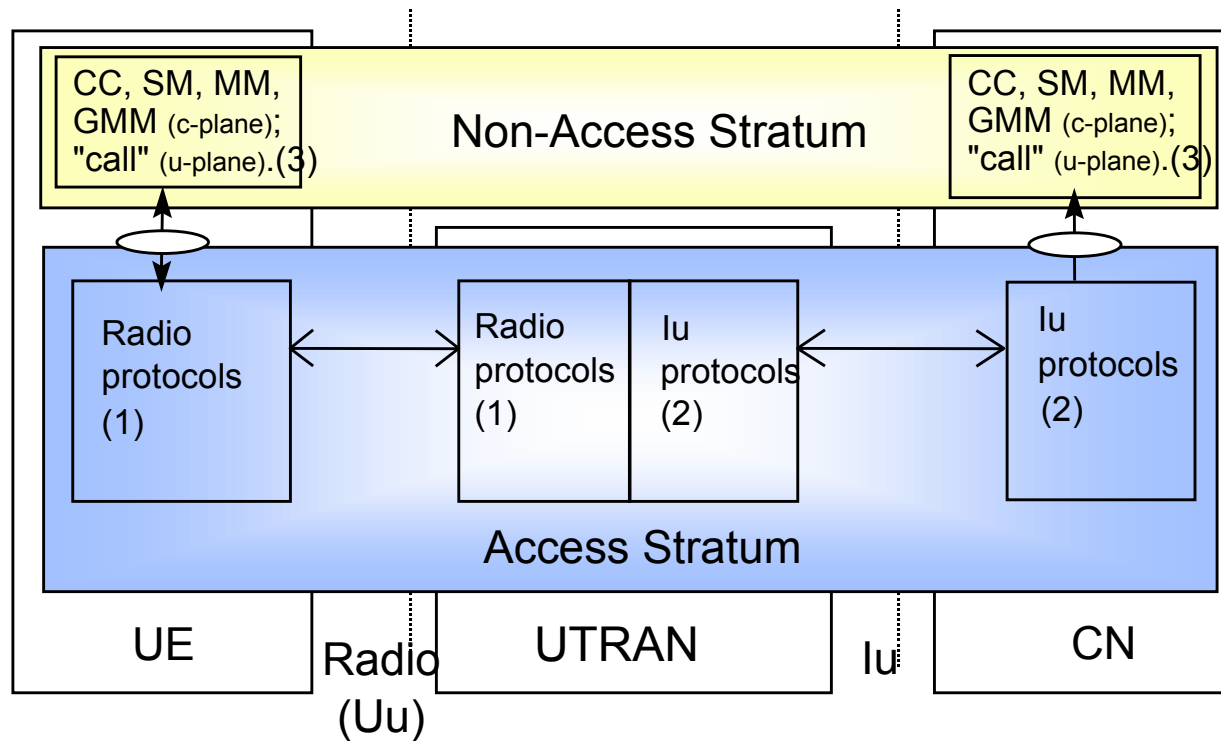 CC, SM, MM,
GMM (c-plane);
"call" (u-plane).(3)
Non-Access Stratum
CC, SM, MM,
GMM (c-plane);
"call" (u-plane).(3)
Radio
protocols
(1)
Radio
protocols
(1)
Iu
protocols
(2)
Iu
protocols
(2)
Access Stratum
UE
Radio
(Uu)
UTRAN
Iu
CN